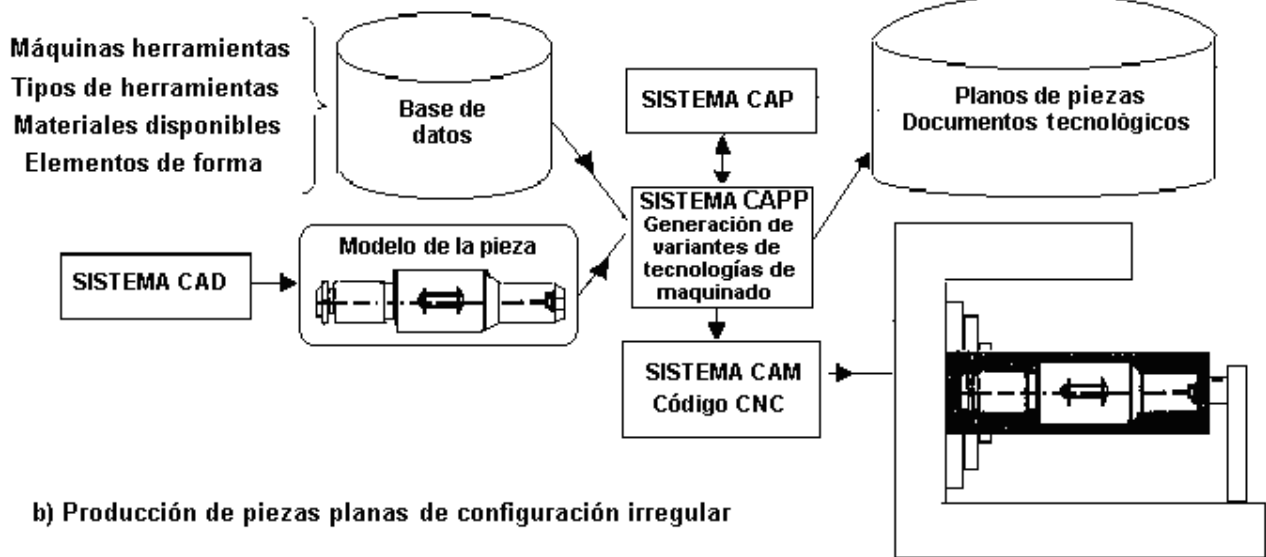 Máquinas herramientas
Tipos de herramientas
Materiales disponibles
Elementos de forma
Base de
datos
SISTEMA CAP
Planos de piezas
Documentos tecnológicos
SISTEMA CAD
Modelo de la pieza
SISTEMA CAPP
Generación de
variantes de
tecnologías de
maquinado
SISTEMA CAM
Código CNC
b) Producción de piezas planas de configuración irregular